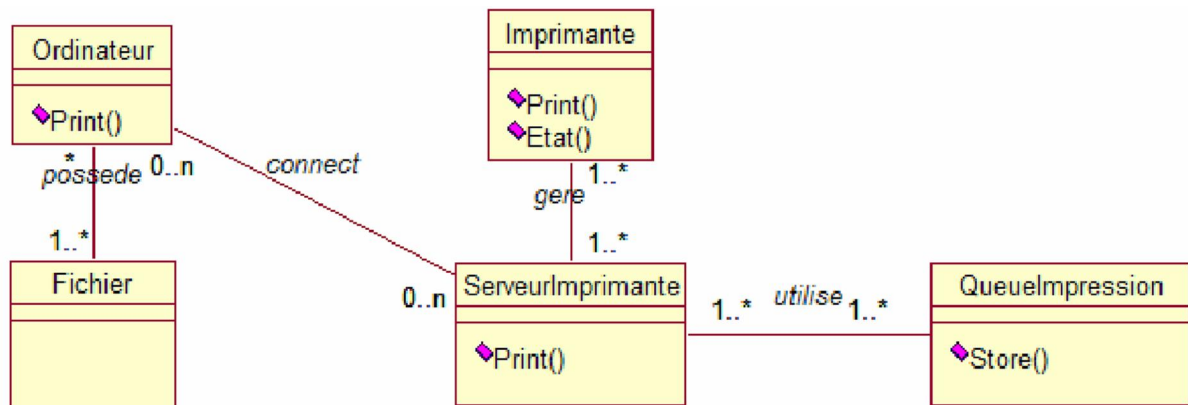 Ordinateur
Print()
*
possede
0..n
connect
1..*
Fichier
Imprimante
Print()
Etat()
1..*
gere
1..*
0..n
ServeurImprimante
Print()
1..*
utilise
1..*
QueueImpression
Store()